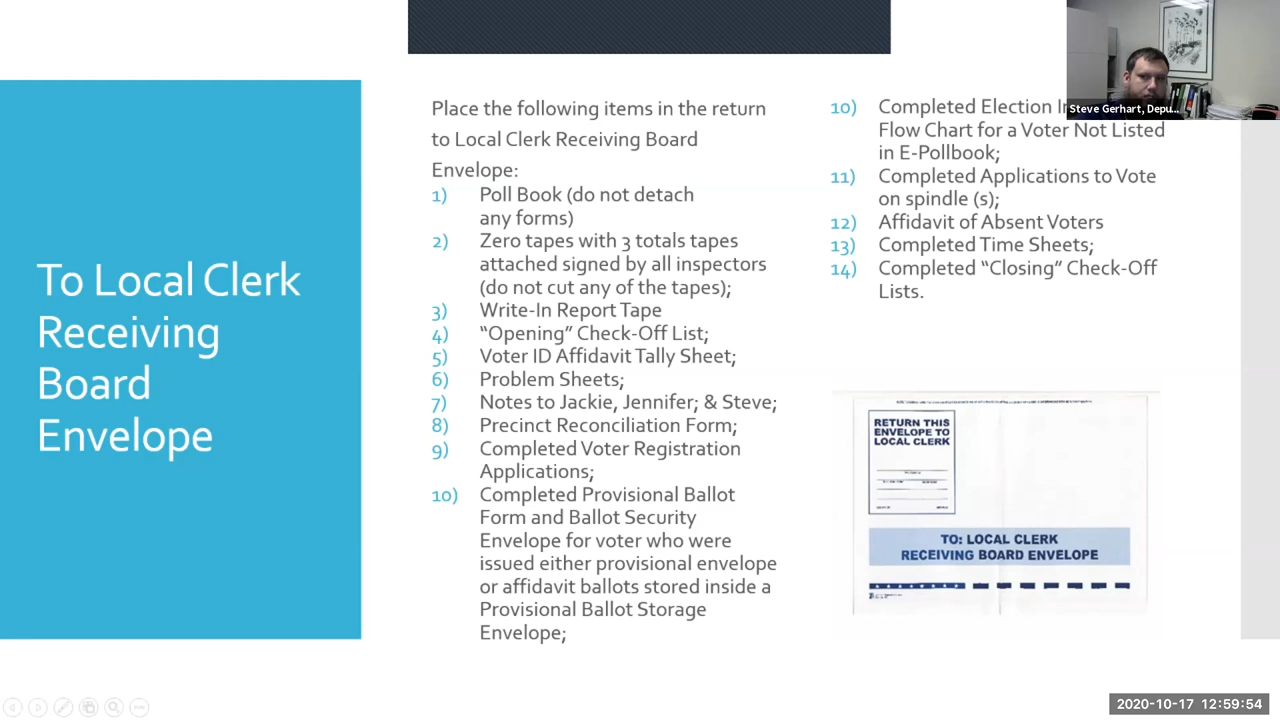 To Local Clerk
Receiving
Board
Envelope
Place the following items in the return
to Local Clerk Receiving Board
Envelope:
1) Poll Book (do not detach
any forms)
2) Zero tapes with 3 totals tapes
attached signed by all inspectors
(do not cut any of the tapes);
3) Write-In Report Tape
4) “Opening” Check-Off List;
5) Voter ID Affidavit Tally Sheet;
6) Problem Sheets;
7) Notes to Jackie, Jennifer; & Steve;
8) Precinct Reconciliation Form;
9) Completed Voter Registration
Applications;
10) Completed Provisional Ballot
Form and Ballot Security
Envelope for voter who were
issued either provisional envelope
or affidavit ballots stored inside a
Provisional Ballot Storage
Envelope;
10) Completed Election
Flow Chart for a Voter Not Listed
in E-Pollbook;
11) Completed Applications to Vote
on spindle (s);
12) Affidavit of Absent Voters
13) Completed Time Sheets;
14) Completed “Closing” Check-Off
Lists.
RETURN THIS
ENVELOPE TO
LOCAL CLERK
TO: LOCAL CLERK
RECEIVING BOARD ENVELOPE
Steve Gerhart, Depu...
2020-10-17 12:59:54